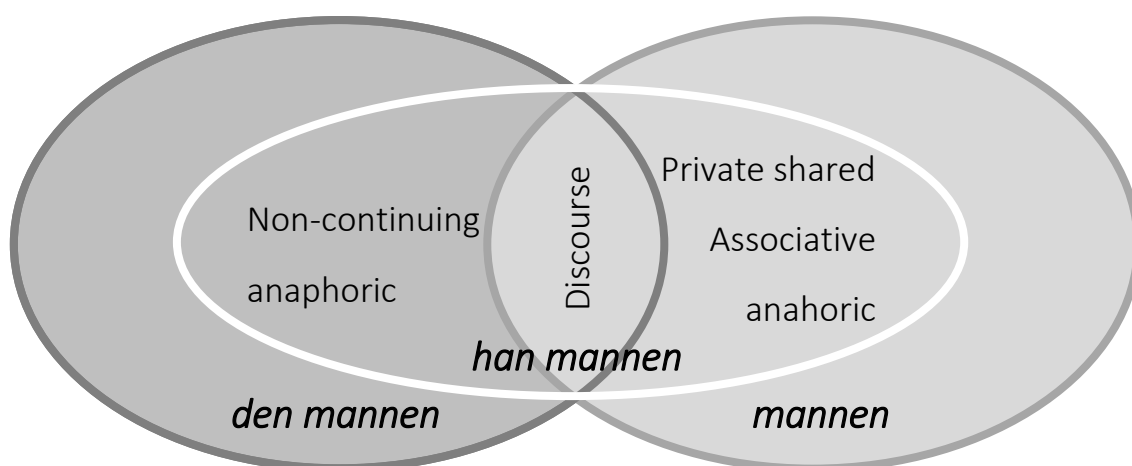 Non-continuing
anaphoric
Discourse
Private shared
Associative
anahoric
han mannen
den mannen
mannen